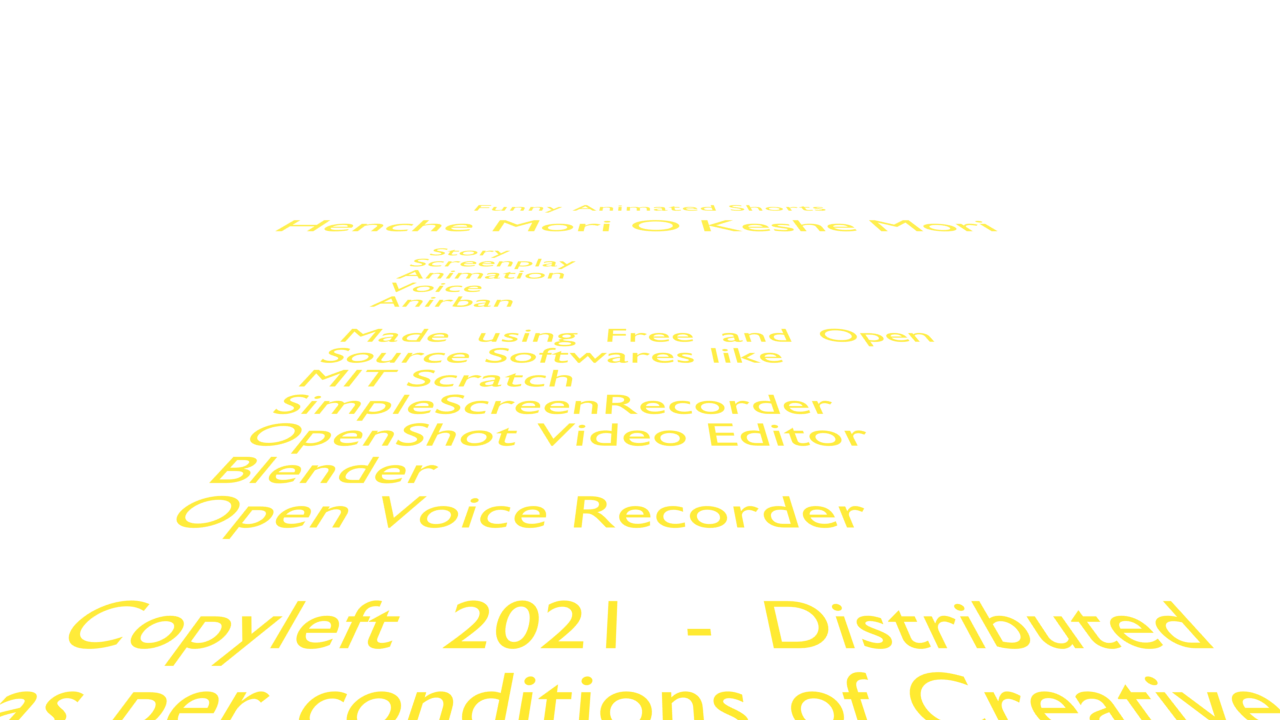 Funny Animated Shorts
Henche Mori O Keshe Mori
Story
Screenplay
Animation
Voice
Anirban
Made using Free and Open
Source Softwares like
MIT Scratch
SimpleScreenRecorder
OpenShot Video Editor
Blender
Open Voice Recorder
Copyleft 2021 - Distributed
as per conditions of Creative